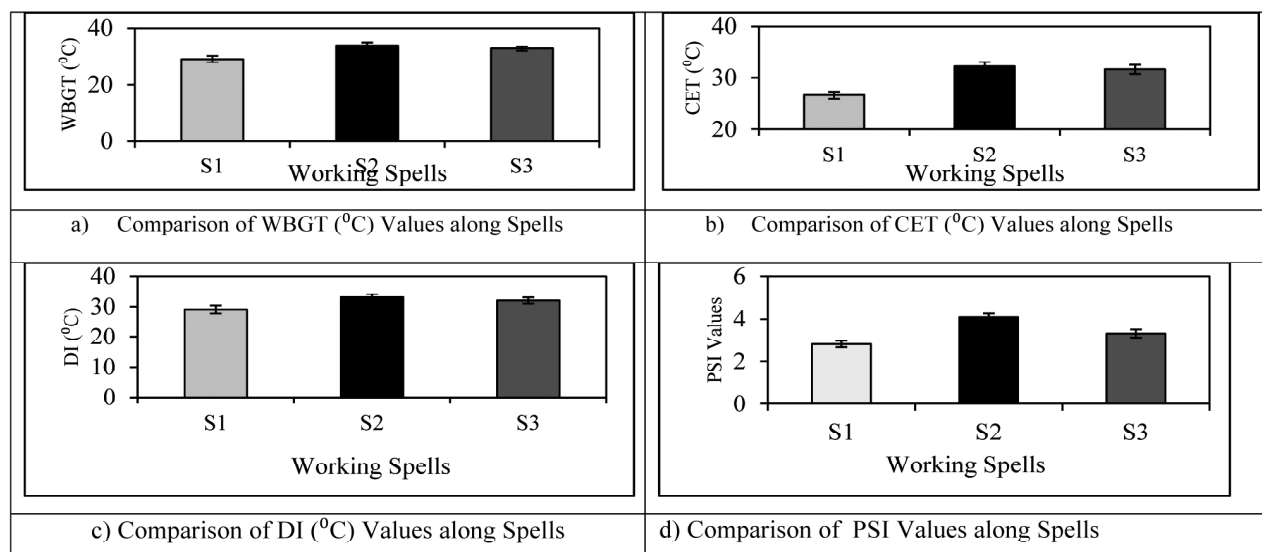 40
20
0
WBGT (⁰C)
S1 S2 S3
Working Spells
40
30
20
CET (⁰C)
S1 S2 S3
Working Spells
a) Comparison of WBGT (⁰C) Values along Spells
b) Comparison of CET (⁰C) Values along Spells
40
30
20
10
0
DI (⁰C)
S1 S2 S3
Working Spells
6
4
2
0
PSI Values
S1 S2 S3
Working Spells
c) Comparison of DI (⁰C) Values along Spells
d) Comparison of PSI Values along Spells